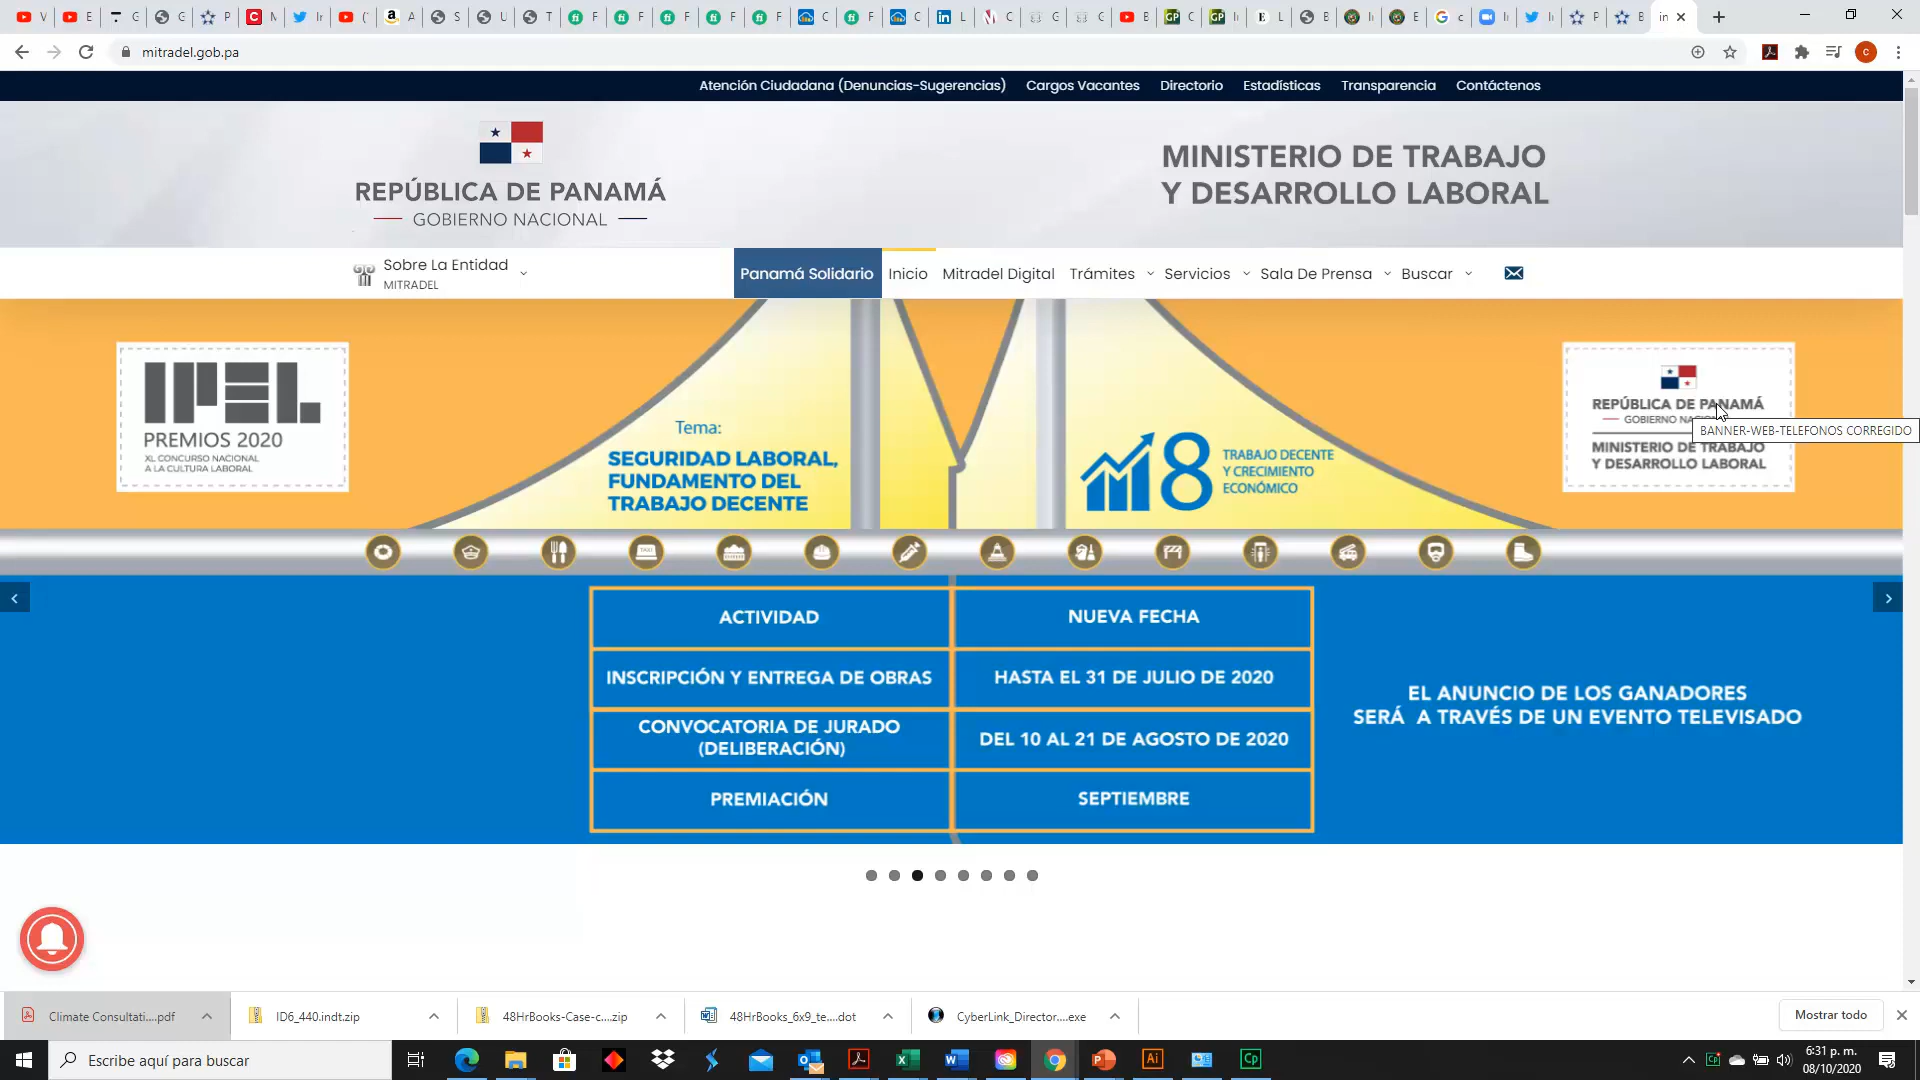 mitradel.gob.pa
Atención Ciudadana (Denuncias-Sugerencias) Cargos Vacantes Directorio Estadísticas Transparencia Contáctenos
REPÚBLICA DE PANAMÁ
GOBIERNO NACIONAL
MINISTERIO DE TRABAJO
Y DESARROLLO LABORAL
Sobre La Entidad
MITRADEL
Panamá Solidario Inicio Mitradel Digital Trámites Servicios Sala De Prensa Buscar
IPEL
PREMIOS 2020
XL CONCURSO NACIONAL
A LA CULTURA LABORAL
Tema:
SEGURIDAD LABORAL,
FUNDAMENTO DEL
TRABAJO DECENTE
8
TRABAJO DECENTE
Y CRECIMIENTO
ECONÓMICO
REPÚBLICA DE PANAMÁ
GOBIERNO
BANNER-WEB-TELEFONOS CORREGIDO
MINISTERIO DE TRABAJO
Y DESARROLLO LABORAL
TAXI
ACTIVIDAD NUEVA FECHA
INSCRIPCIÓN Y ENTREGA DE OBRAS HASTA EL 31 DE JULIO DE 2020
CONVOCATORIA DE JURADO
(DELIBERACIÓN)
DEL 10 AL 21 DE AGOSTO DE 2020
PREMIACIÓN SEPTIEMBRE
EL ANUNCIO DE LOS GANADORES
SERÁ A TRAVÉS DE UN EVENTO TELEVISADO
Climate Consultati....pdf ID6_440.indt.zip 48HrBooks-Case-c....zip 48HrBooks_6x9_te....dot CyberLink_Director....exe Mostrar todo
Escribe aquí para buscar
6:31 p. m.
08/10/2020